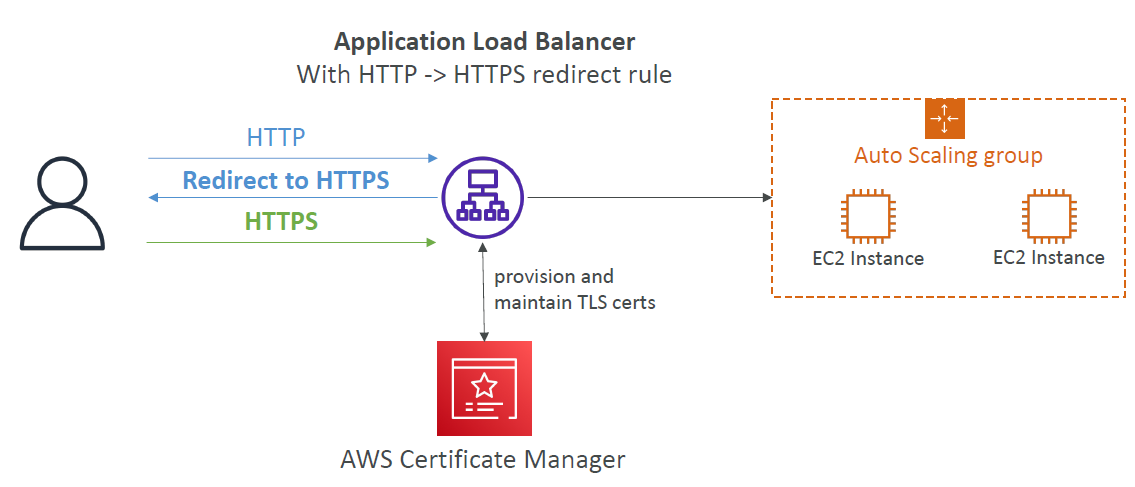 Application Load Balancer
With HTTP -> HTTPS redirect rule
HTTP
Redirect to HTTPS
HTTPS
Auto Scaling group
EC2 Instance
EC2 Instance
provision and
maintain TLS certs
AWS Certificate Manager